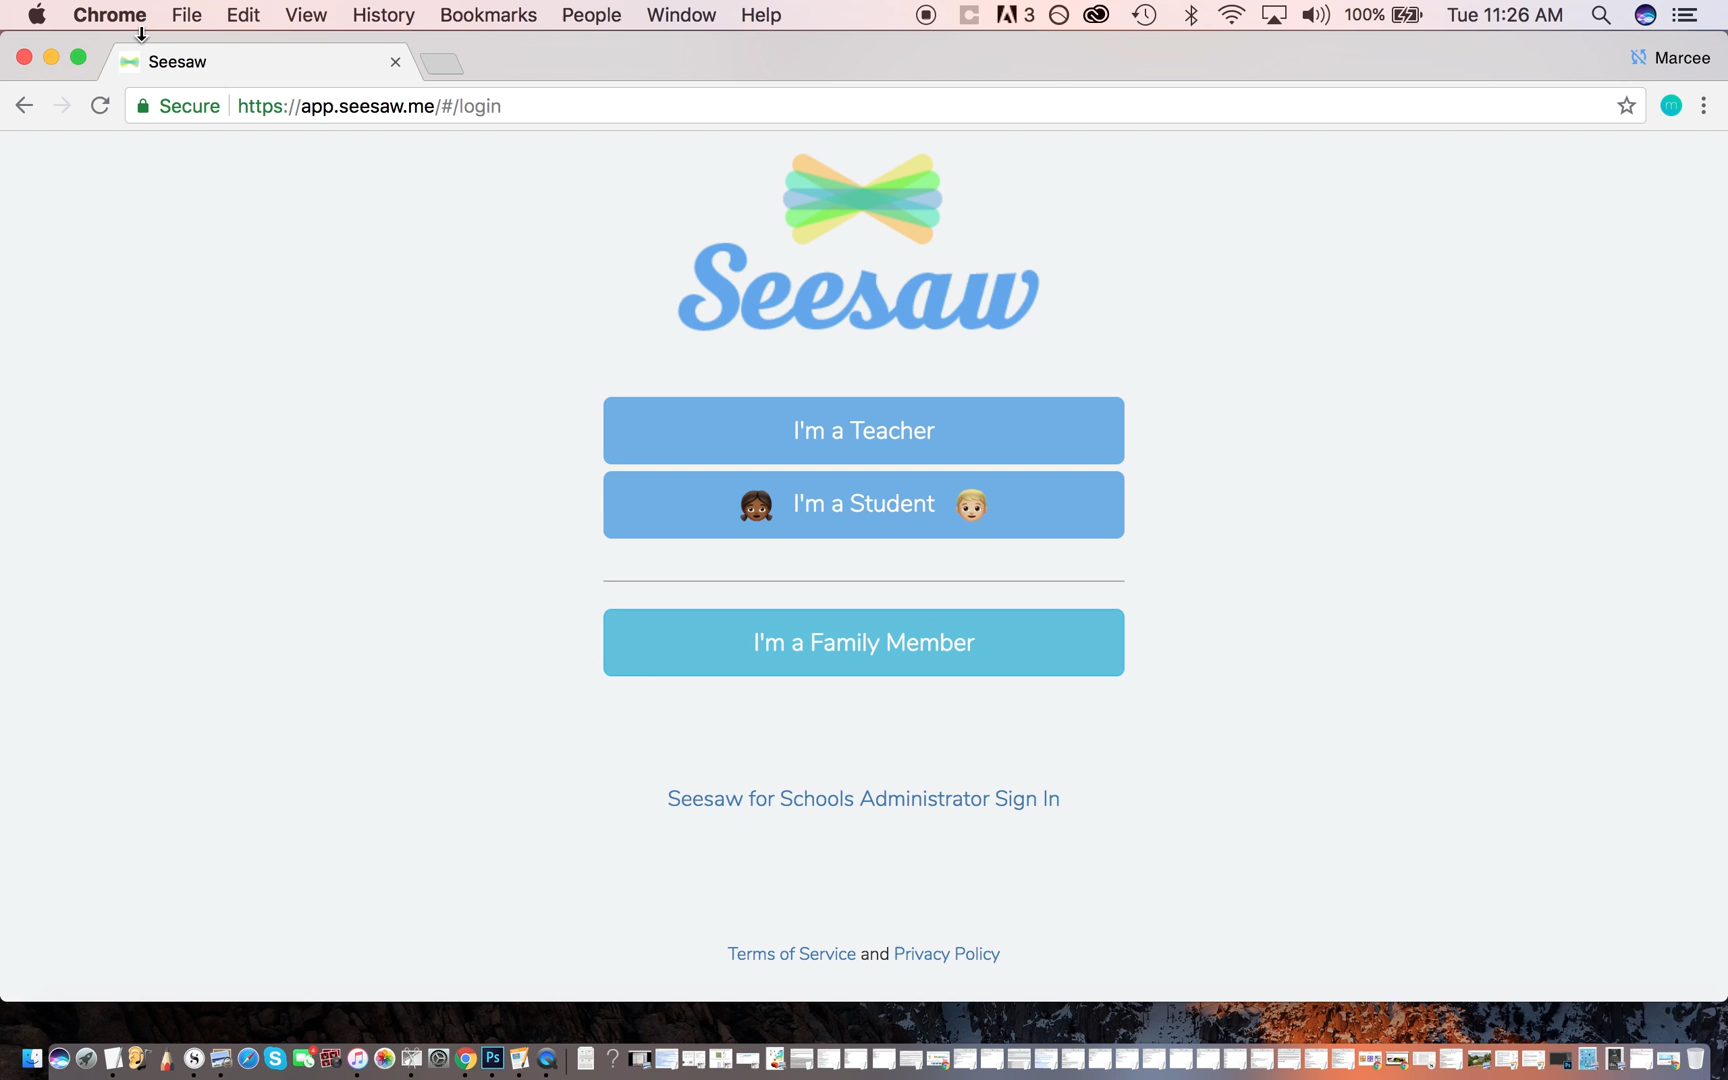 Chrome File Edit View History Bookmarks People Window Help 3 100% Tue 11:26 AM
Seesaw Marcee
Secure https://app.seesaw.me/#/login m
Seesaw
I'm a Teacher
I'm a Student
I'm a Family Member
Seesaw for Schools Administrator Sign In
Terms of Service and Privacy Policy
Ps